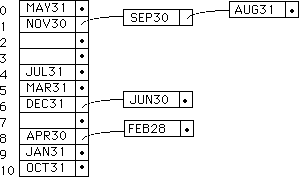 0 MAY31 AUG31
1 NOV30 SEP30
2
3
4 JUL31
5 MAR31
6 DEC31 JUN30
7
8 APR30 FEB28
9 JAN31
10 OCT31